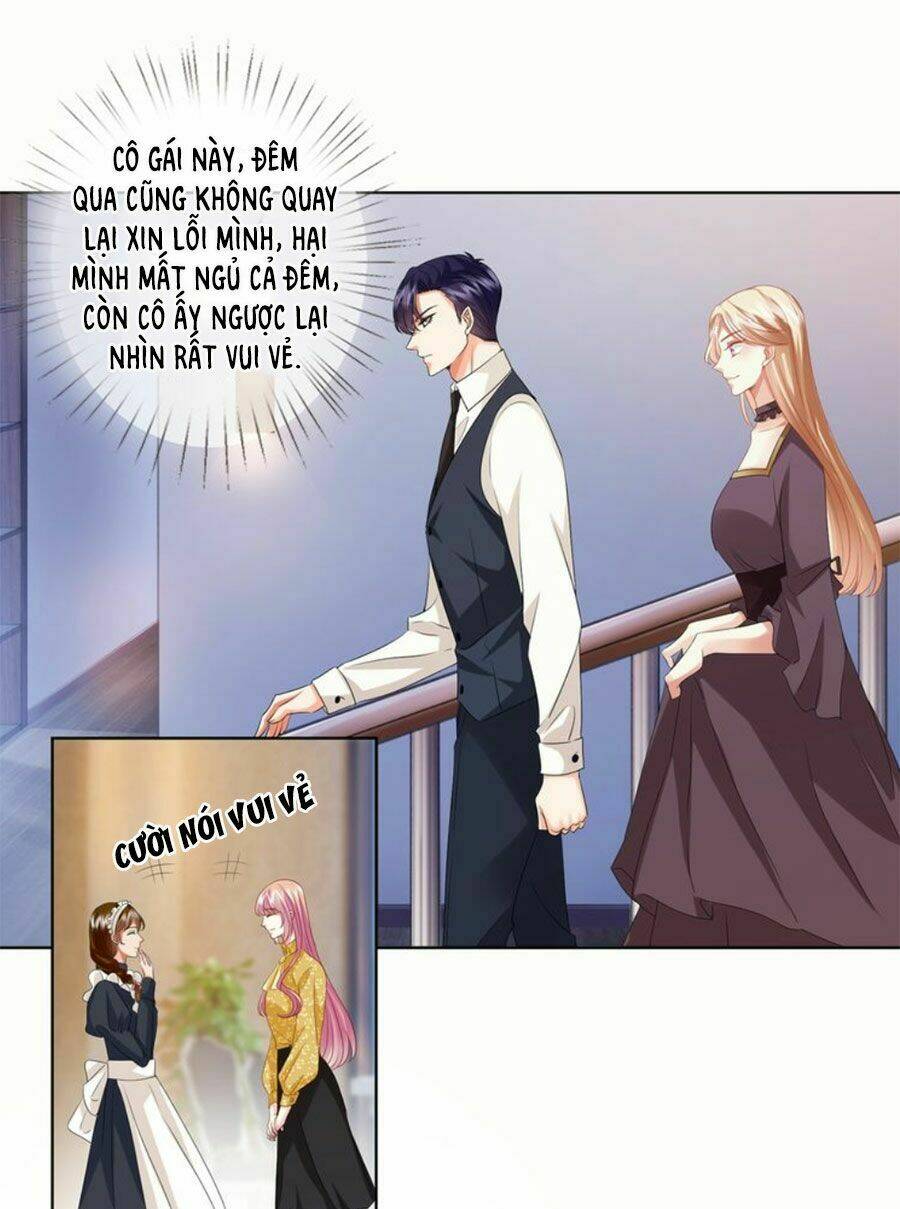 CÔ GÁI NÀY, ĐÊM
QUA CŨNG KHÔNG QUAY
LẠI XIN LỖI MÌNH, HẠI
MÌNH MẤT NGỦ CẢ ĐÊM,
CÒN CÔ ẤY NGƯỢC LẠI
NHÌN RẤT VUI VẺ.
CƯỜI NÓI VUI VẺ